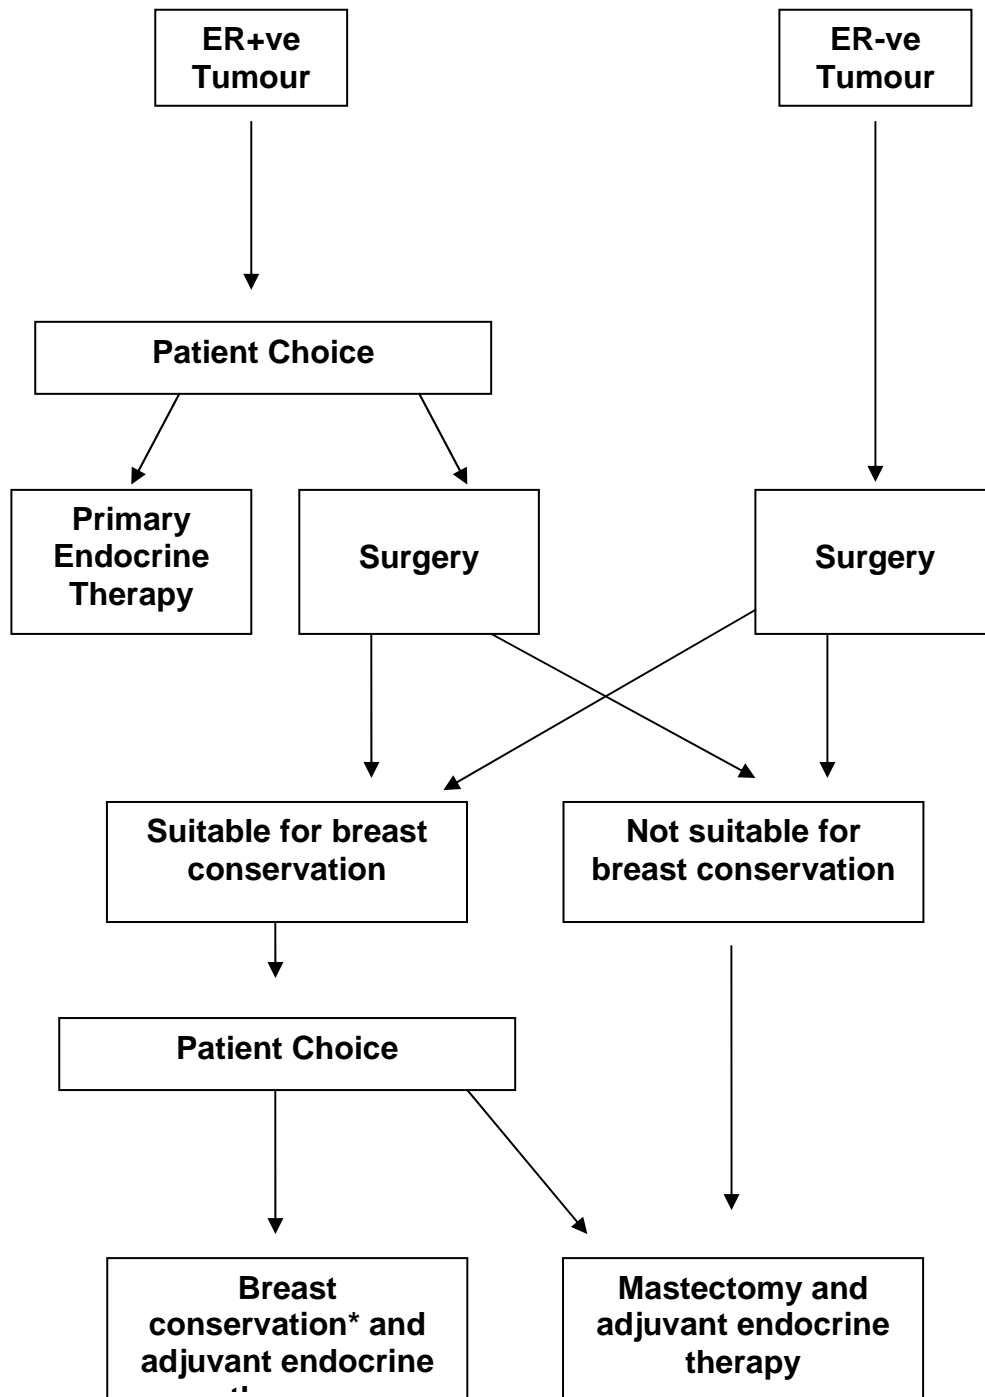 ER+ve
Tumour
ER-ve
Tumour
Patient Choice
Primary
Endocrine
Therapy
Surgery
Surgery
Suitable for breast
conservation
Not suitable for
breast conservation
Patient Choice
Breast
conservation* and
adjuvant endocrine
Mastectomy and
adjuvant endocrine
therapy